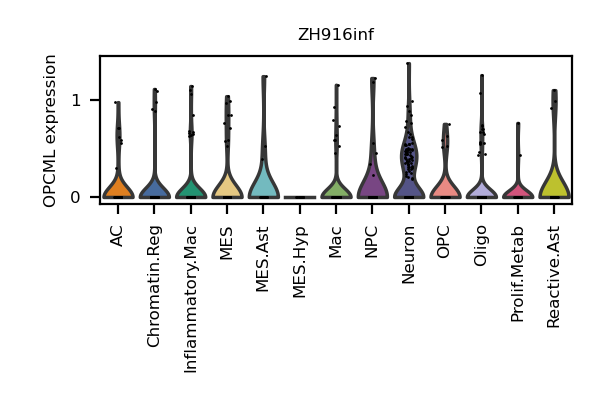 ZH916inf
OPCML expression
1
0
AC
Chromatin.Reg
Inflammatory.Mac
MES
MES.Ast
MES.Hyp
Mac
NPC
Neuron
OPC
Oligo
Prolif.Metab
Reactive.Ast